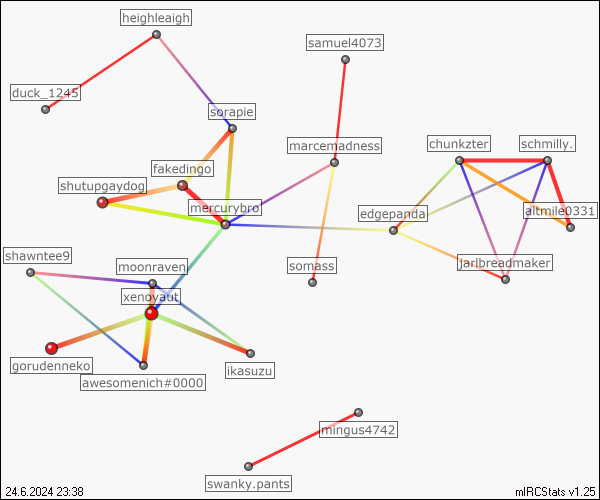 heighleaigh
samuel4073
duck_1245
sorapie
marcemadness
chunkzter
schmilly.
fakedingo
shutupgaydog
mercurybro
edgepanda
altmile0331
shawntee9
moonraven
somass
jarlbreadmaker
xenoyaut
gorudenneko
ikasuzu
awesomenich#0000
mingus4742
swanky.pants
24.6.2024 23:38
mIRCStats v1.25